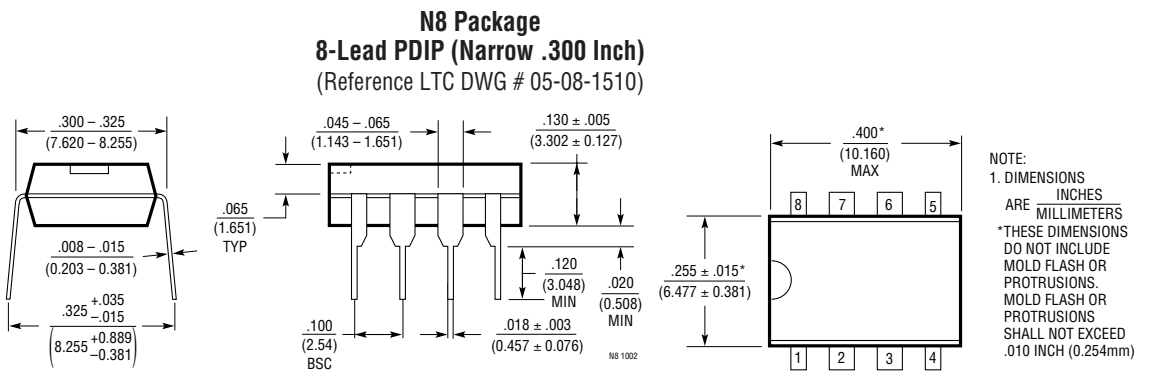 N8 Package
8-Lead PDIP (Narrow .300 Inch)
(Reference LTC DWG # 05-08-1510)
.300 – .325
(7.620 – 8.255)
.065
(1.651)
TYP
.008 – .015
(0.203 – 0.381)
.325 +.035
–.015
(8.255 +0.889
–0.381)
.045 – .065
(1.143 – 1.651)
.130 ± .005
(3.302 ± 0.127)
.120
(3.048)
MIN
.020
(0.508)
MIN
.100
(2.54)
BSC
.018 ± .003
(0.457 ± 0.076)
N8 1002
.400*
(10.160)
MAX
8 7 6 5
.255 ± .015*
(6.477 ± 0.381)
1 2 3 4
NOTE:
1. DIMENSIONS
ARE INCHES
MILLIMETERS
*THESE DIMENSIONS
DO NOT INCLUDE
MOLD FLASH OR
PROTRUSIONS.
MOLD FLASH OR
PROTRUSIONS
SHALL NOT EXCEED
.010 INCH (0.254mm)